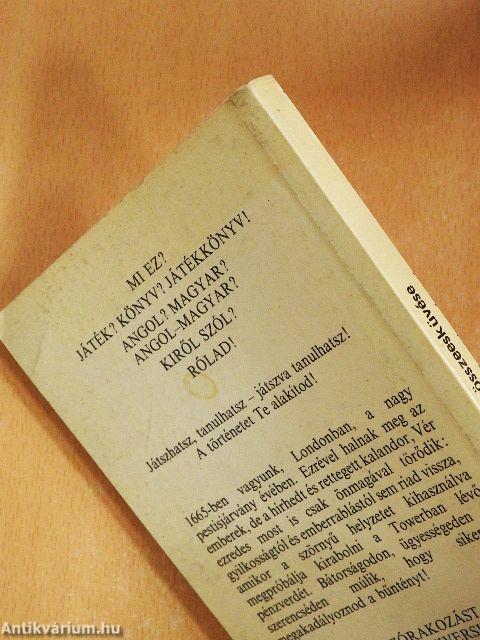 MI EZ?
JÁTÉK? KÖNYV? JÁTÉKKÖNYV!
ANGOL? MAGYAR?
ANGOL–MAGYAR?
KIRŐL SZÓL?
RÓLAD!
Játszhatsz, tanulhatsz – játszva tanulhatsz!
A történetet Te alakítod!
1665-ben vagyunk, Londonban, a nagy
pestisjárvány évében. Ezrével halnak meg az
emberek, de a hírhedt és rettegett kalandor, Vér
ezredes most is csak önmagával törődik:
gyilkosságtól és emberrablástól sem riad vissza,
amikor a szörnyű helyzetet kihasználva
megpróbálja kirabolni a Towerban lévő
pénzverdét. Bátorságodon, ügyességeden
szerencséden múlik, hogy siker
megakadályoznod a bűntényt!
összeesküvése
Antikvárium.hu